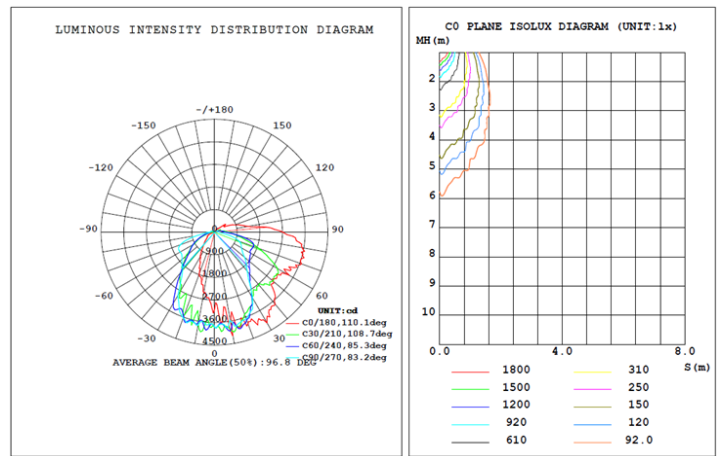 LUMINOUS INTENSITY DISTRIBUTION DIAGRAM
-/+180
-150 150
-120 120
-90 90
-60 60
-30 30
0
0
900
1800
2700
3600
4500
UNIT:cd
C0/180,110.1deg
C30/210,108.7deg
C60/240,85.3deg
C90/270,83.2deg
AVERAGE BEAM ANGLE(50%):96.8 DEG
C0 PLANE ISOLUX DIAGRAM (UNIT:lx)
MH(m)
2
3
4
5
6
7
8
9
10
0.0 4.0 8.0
S(m)
1800 310
1500 250
1200 150
920 120
610 92.0